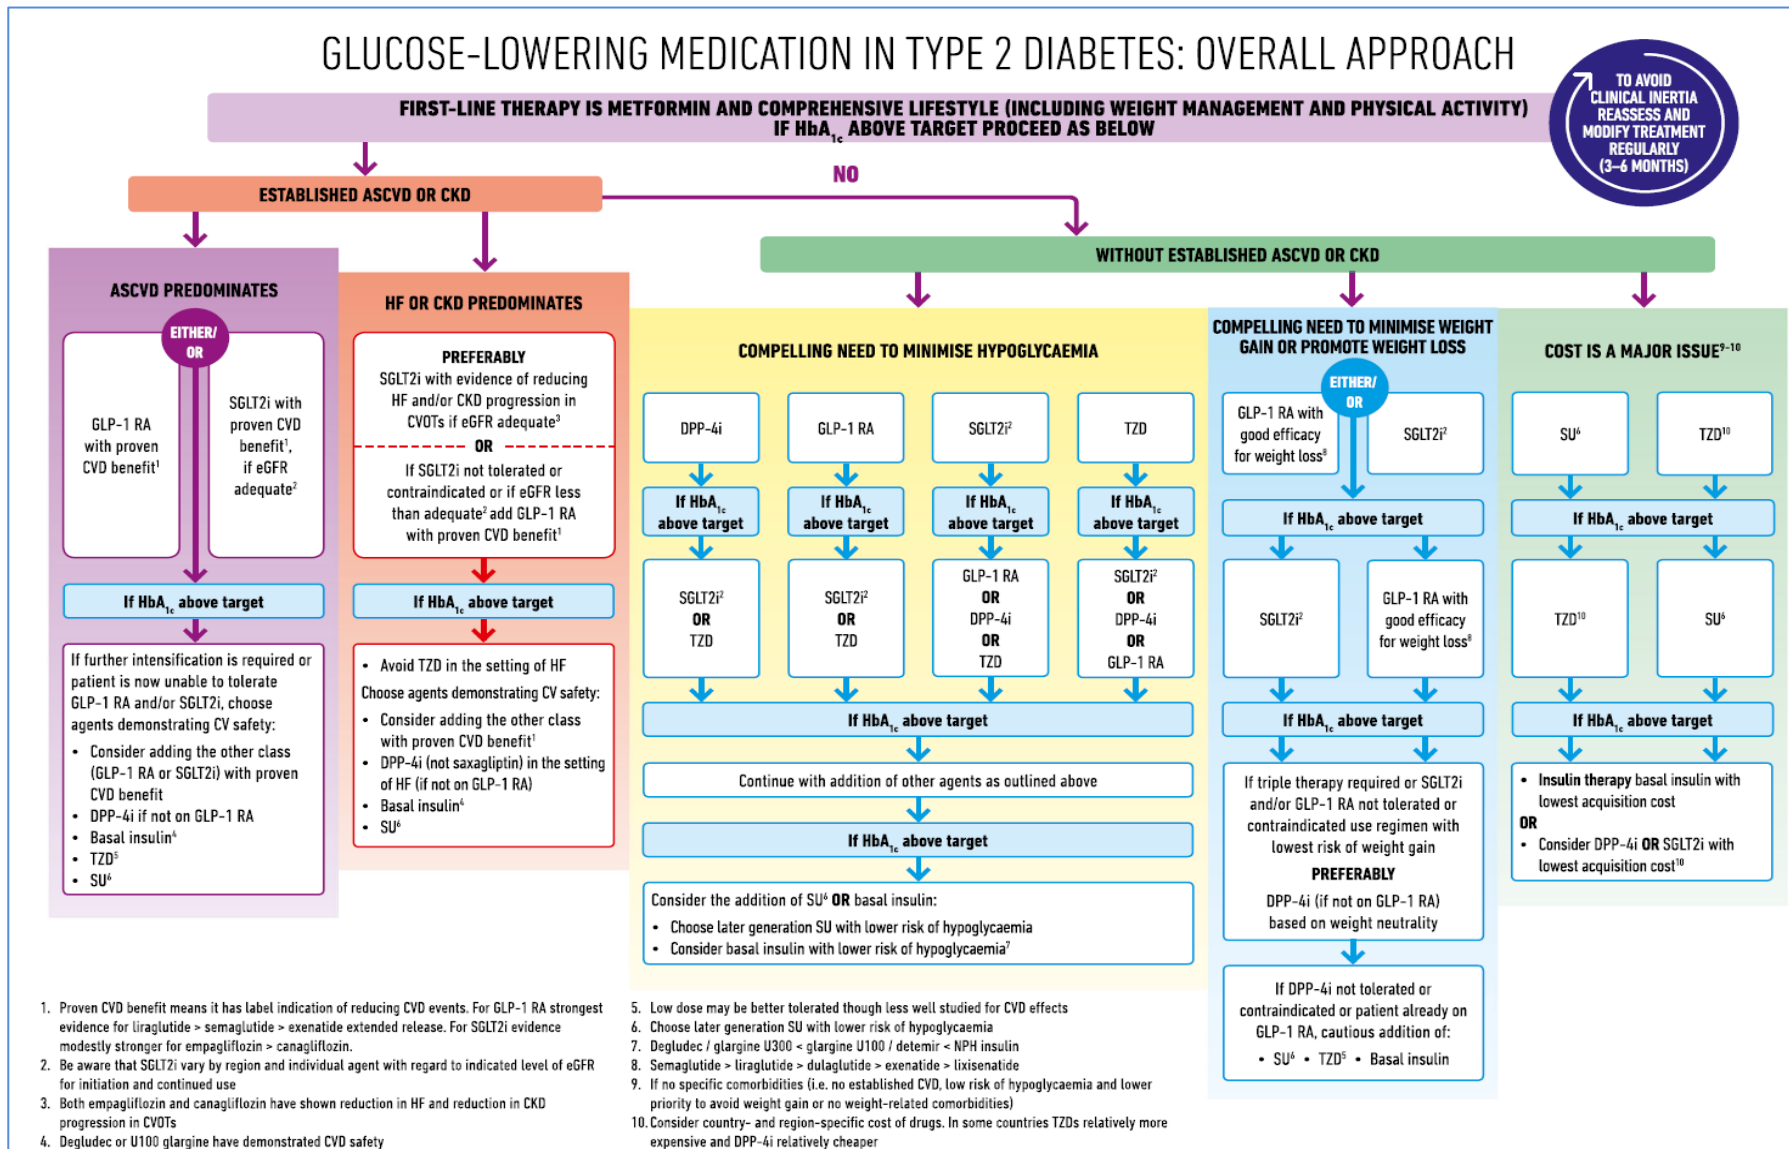 GLUCOSE-LOWERING MEDICATION IN TYPE 2 DIABETES: OVERALL APPROACH
TO AVOID
CLINICAL INERTIA
REASSESS AND
MODIFY TREATMENT
REGULARLY
(3–6 MONTHS)
FIRST-LINE THERAPY IS METFORMIN AND COMPREHENSIVE LIFESTYLE (INCLUDING WEIGHT MANAGEMENT AND PHYSICAL ACTIVITY)
IF HbA1c ABOVE TARGET PROCEED AS BELOW
NO
ESTABLISHED ASCVD OR CKD
WITHOUT ESTABLISHED ASCVD OR CKD
ASCVD PREDOMINATES
EITHER/
OR
GLP-1 RA
with proven
CVD benefit1
SGLT2i with
proven CVD
benefit1,
if eGFR
adequate2
If HbA1c above target
If further intensification is required or
patient is now unable to tolerate
GLP-1 RA and/or SGLT2i, choose
agents demonstrating CV safety:
• Consider adding the other class
(GLP-1 RA or SGLT2i) with proven
CVD benefit
• DPP-4i if not on GLP-1 RA
• Basal insulin4
• TZD5
• SU6
HF OR CKD PREDOMINATES
PREFERABLY
SGLT2i with evidence of reducing
HF and/or CKD progression in
CVOTs if eGFR adequate3
OR
If SGLT2i not tolerated or
contraindicated or if eGFR less
than adequate2 add GLP-1 RA
with proven CVD benefit1
If HbA1c above target
• Avoid TZD in the setting of HF
Choose agents demonstrating CV safety:
• Consider adding the other class
with proven CVD benefit1
• DPP-4i (not saxagliptin) in the setting
of HF (if not on GLP-1 RA)
• Basal insulin4
• SU6
COMPELLING NEED TO MINIMISE HYPOGLYCAEMIA
DPP-4i
GLP-1 RA
SGLT2i2
TZD
If HbA1c
above target
If HbA1c
above target
If HbA1c
above target
If HbA1c
above target
SGLT2i2
OR
TZD
SGLT2i2
OR
TZD
GLP-1 RA
OR
DPP-4i
OR
TZD
SGLT2i2
OR
DPP-4i
OR
GLP-1 RA
If HbA1c above target
Continue with addition of other agents as outlined above
If HbA1c above target
Consider the addition of SU6 OR basal insulin:
• Choose later generation SU with lower risk of hypoglycaemia
• Consider basal insulin with lower risk of hypoglycaemia7
COMPELLING NEED TO MINIMISE WEIGHT
GAIN OR PROMOTE WEIGHT LOSS
EITHER/
OR
GLP-1 RA with
good efficacy
for weight loss8
SGLT2i2
If HbA1c above target
SGLT2i2
GLP-1 RA with
good efficacy
for weight loss8
If HbA1c above target
If triple therapy required or SGLT2i
and/or GLP-1 RA not tolerated or
contraindicated use regimen with
lowest risk of weight gain
PREFERABLY
DPP-4i (if not on GLP-1 RA)
based on weight neutrality
If DPP-4i not tolerated or
contraindicated or patient already on
GLP-1 RA, cautious addition of:
• SU6 • TZD5 • Basal insulin
COST IS A MAJOR ISSUE9-10
SU6
TZD10
If HbA1c above target
TZD10
SU6
If HbA1c above target
• Insulin therapy basal insulin with
lowest acquisition cost
OR
• Consider DPP-4i OR SGLT2i with
lowest acquisition cost10
1. Proven CVD benefit means it has label indication of reducing CVD events. For GLP-1 RA strongest
evidence for liraglutide > semaglutide > exenatide extended release. For SGLT2i evidence
modestly stronger for empagliflozin > canagliflozin.
2. Be aware that SGLT2i vary by region and individual agent with regard to indicated level of eGFR
for initiation and continued use
3. Both empagliflozin and canagliflozin have shown reduction in HF and reduction in CKD
progression in CVOTs
4. Degludec or U100 glargine have demonstrated CVD safety
5. Low dose may be better tolerated though less well studied for CVD effects
6. Choose later generation SU with lower risk of hypoglycaemia
7. Degludec / glargine U300 < glargine U100 / detemir < NPH insulin
8. Semaglutide > liraglutide > dulaglutide > exenatide > lixisenatide
9. If no specific comorbidities (i.e. no established CVD, low risk of hypoglycaemia and lower
priority to avoid weight gain or no weight-related comorbidities)
10. Consider country- and region-specific cost of drugs. In some countries TZDs relatively more
expensive and DPP-4i relatively cheaper